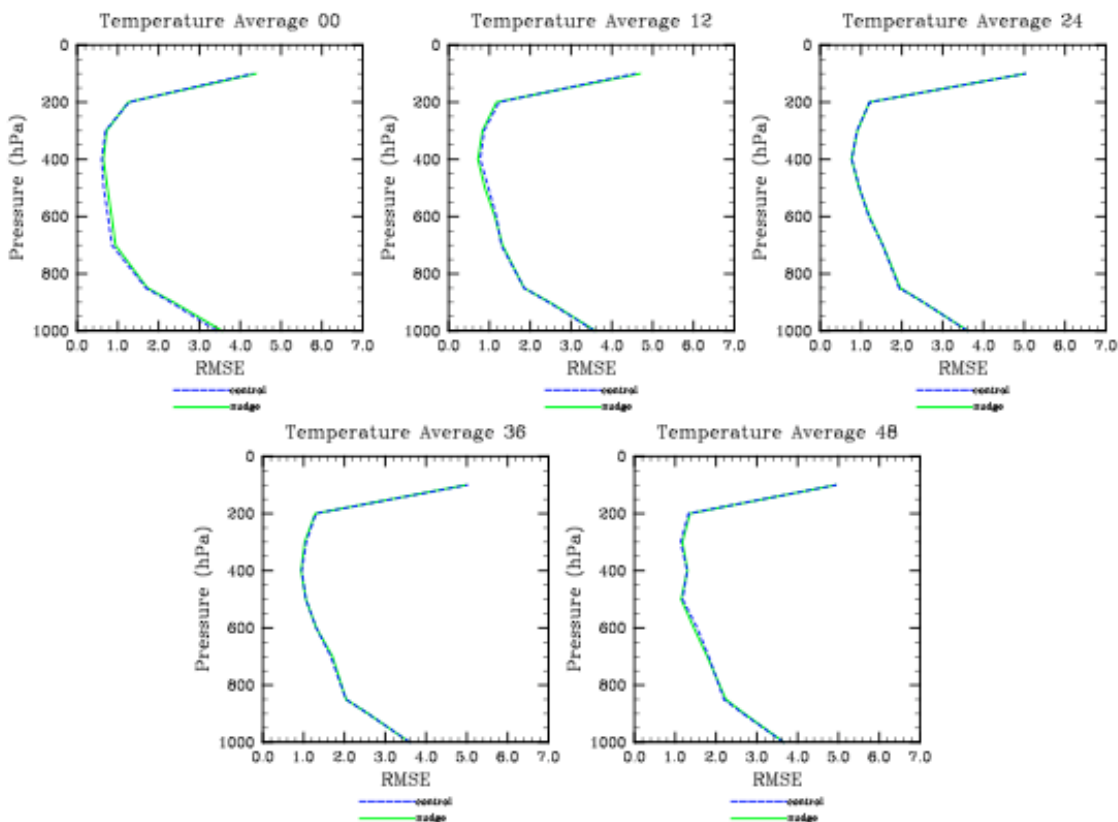 Temperature Average 00
Pressure (hPa)
0
200
400
600
800
1000
0.0 1.0 2.0 3.0 4.0 5.0 6.0 7.0
RMSE
control
nudge
Temperature Average 12
Pressure (hPa)
0
200
400
600
800
1000
0.0 1.0 2.0 3.0 4.0 5.0 6.0 7.0
RMSE
control
nudge
Temperature Average 24
Pressure (hPa)
0
200
400
600
800
1000
0.0 1.0 2.0 3.0 4.0 5.0 6.0 7.0
RMSE
control
nudge
Temperature Average 36
Pressure (hPa)
0
200
400
600
800
1000
0.0 1.0 2.0 3.0 4.0 5.0 6.0 7.0
RMSE
control
nudge
Temperature Average 48
Pressure (hPa)
0
200
400
600
800
1000
0.0 1.0 2.0 3.0 4.0 5.0 6.0 7.0
RMSE
control
nudge